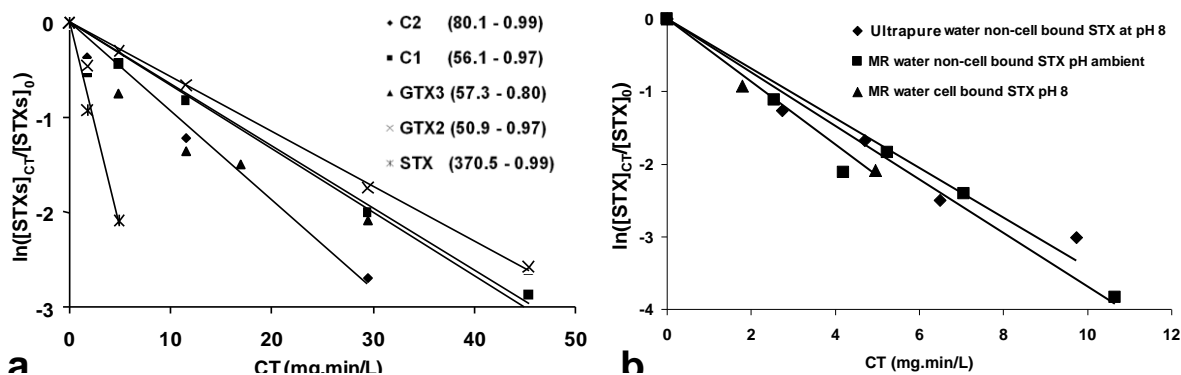 ln([STXs]CT/[STXs]0)
0
-1
-2
-3
C2 (80.1 - 0.99)
C1 (56.1 - 0.97)
GTX3 (57.3 - 0.80)
GTX2 (50.9 - 0.97)
STX (370.5 - 0.99)
0 10 20 30 40 50
a
CT (mg.min/L)
ln([STX]CT/[STX]0)
0
-1
-2
-3
-4
Ultrapure water non-cell bound STX at pH 8
MR water non-cell bound STX pH ambient
MR water cell bound STX pH 8
0 2 4 6 8 10 12
b
CT (mg.min/L)